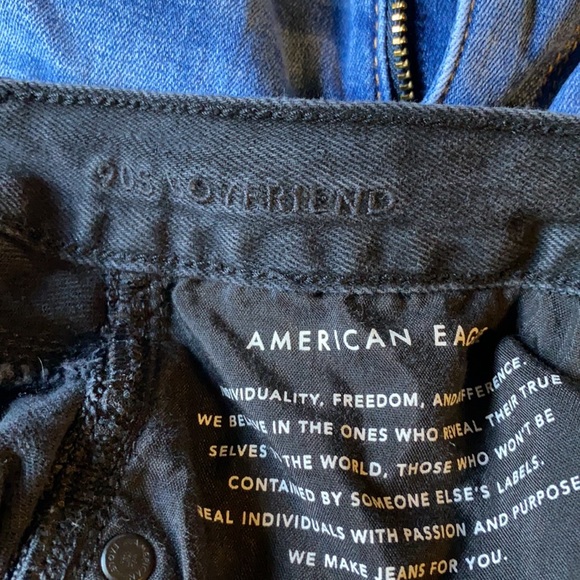 90S BOYFRIEND
AMERICAN EAG
INDIVIDUALITY, FREEDOM, AND DIFFERENCE.
WE BELIEVE IN THE ONES WHO REVEAL THEIR TRUE
SELVES TO THE WORLD, THOSE WHO WON'T BE
CONTAINED BY SOMEONE ELSE'S LABELS.
REAL INDIVIDUALS WITH PASSION AND PURPOSE
WE MAKE JEANS FOR YOU.